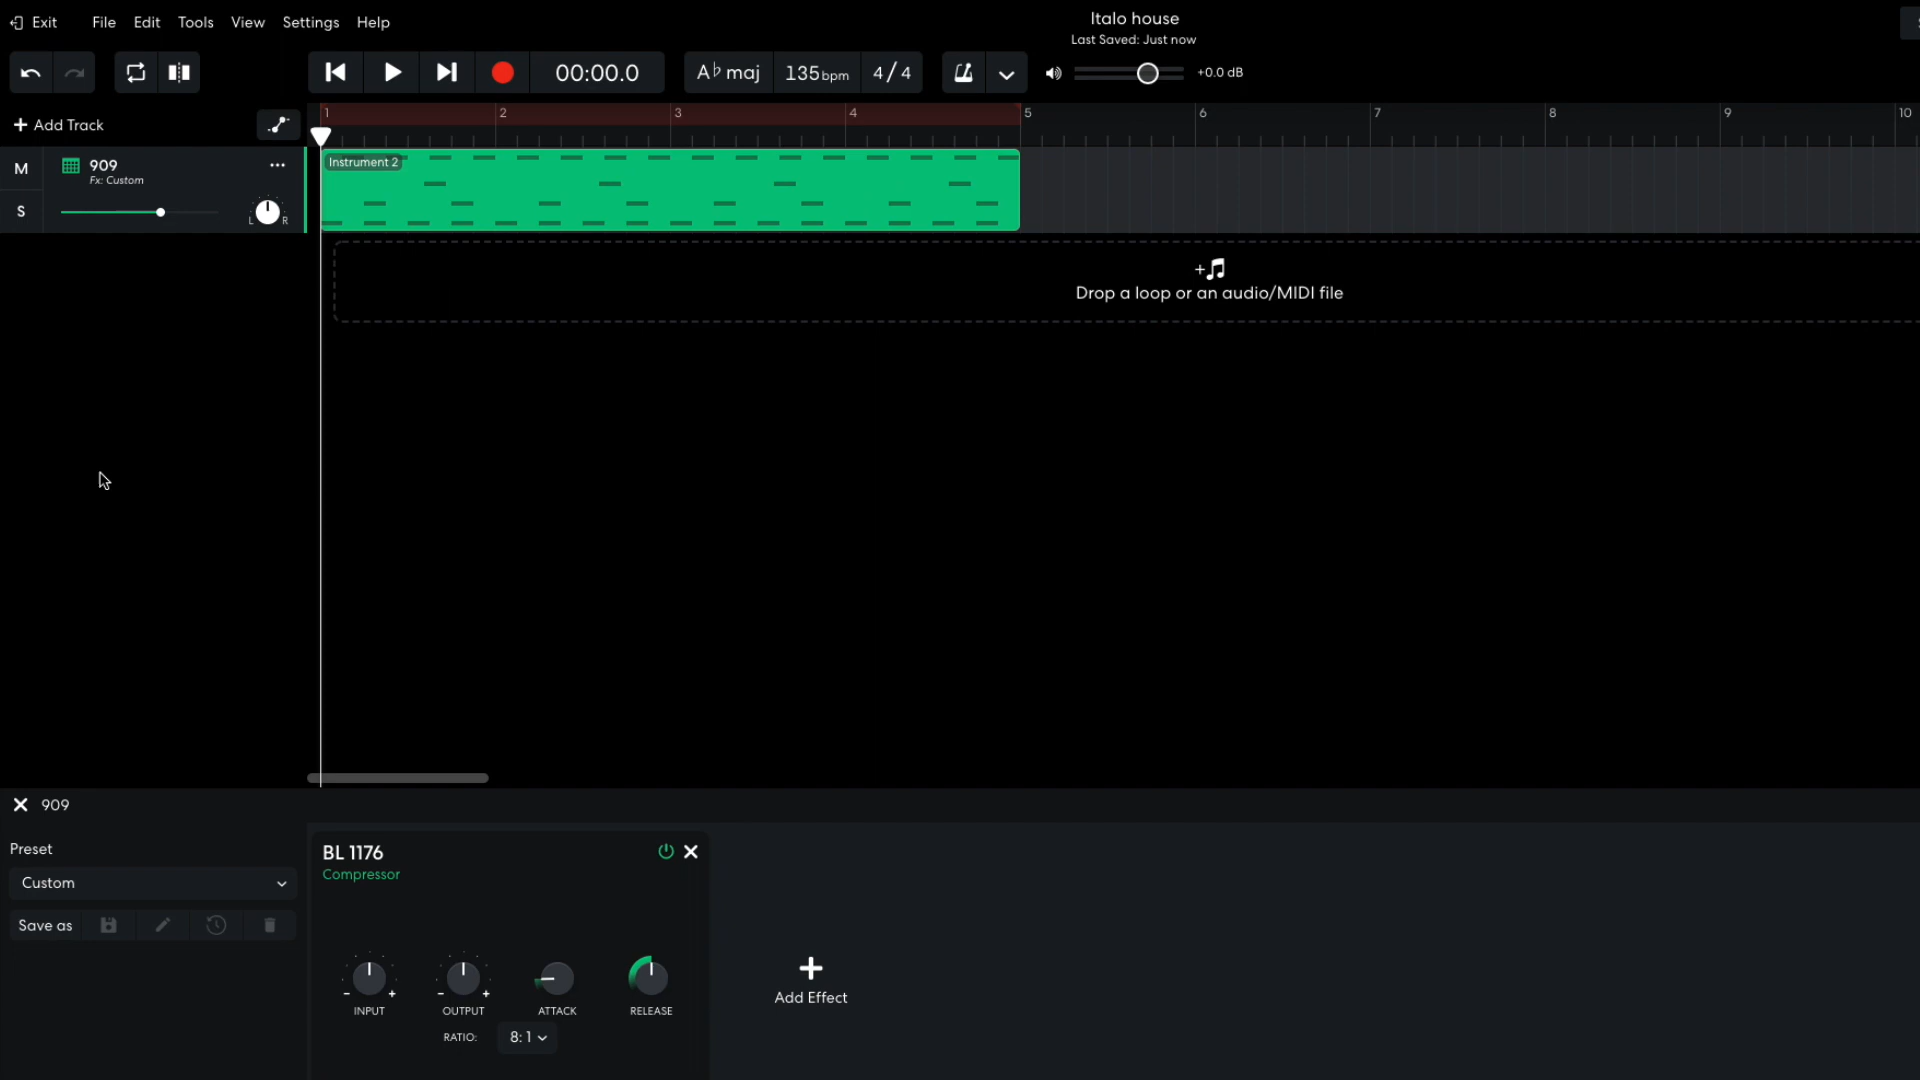 Exit File Edit Tools View Settings Help
Italo house
Last Saved: Just now
00:00.0 A♭ maj 135bpm 4/4 +0.0 dB
+ Add Track
1 2 3 4 5 6 7 8 9 10
M 909
Fx: Custom
S L R
Instrument 2
Drop a loop or an audio/MIDI file
909
Preset
Custom
Save as
BL 1176
Compressor
INPUT OUTPUT ATTACK RELEASE
RATIO: 8:1
Add Effect